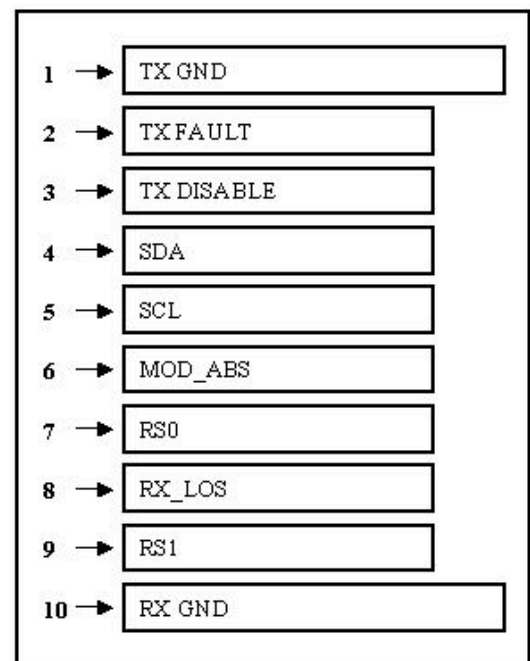 1 TX GND
2 TX FAULT
3 TX DISABLE
4 SDA
5 SCL
6 MOD_ABS
7 RS0
8 RX_LOS
9 RS1
10 RX GND